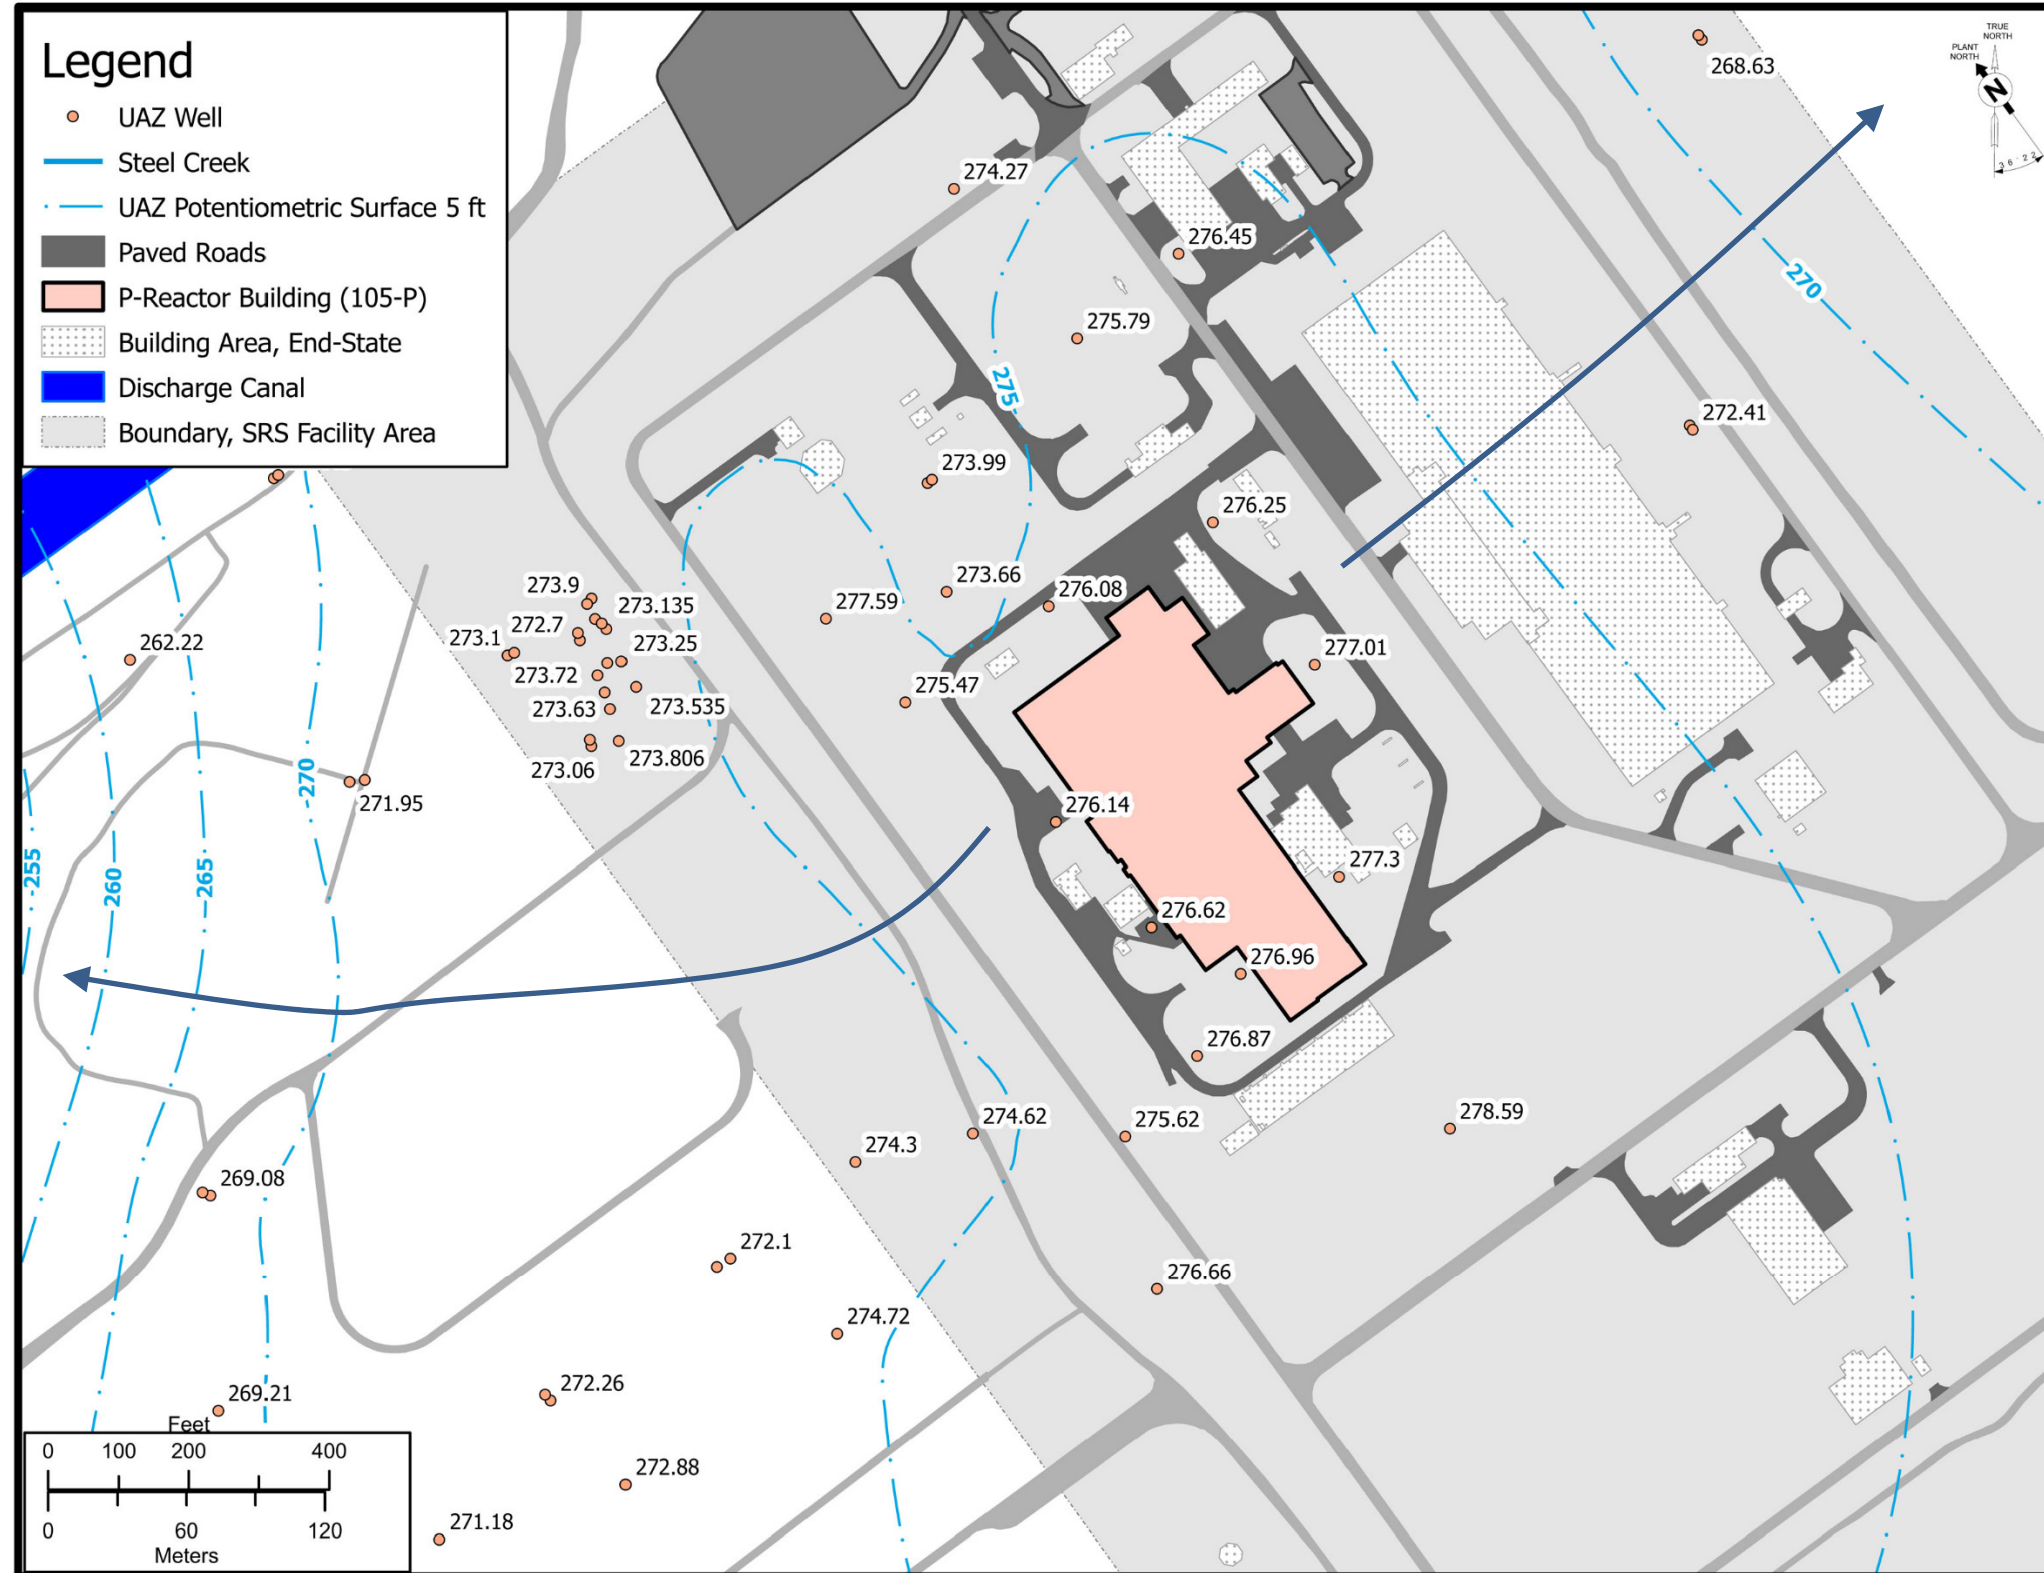 Legend
UAZ Well
Steel Creek
UAZ Potentiometric Surface 5 ft
Paved Roads
P-Reactor Building (105-P)
Building Area, End-State
Discharge Canal
Boundary, SRS Facility Area
TRUE
NORTH
PLANT
NORTH
N
36°22'
268.63
274.27
276.45
270
275.79
275
272.41
273.99
276.25
273.9
273.135
273.66
276.08
277.59
272.7
273.1
273.25
262.22
277.01
273.72
275.47
273.63
273.535
273.806
273.06
270
271.95
276.14
255
260
265
277.3
276.62
276.96
276.87
274.62
275.62
278.59
274.3
269.08
272.1
276.66
274.72
272.26
269.21
Feet
0 100 200 400
0 60 120
Meters
272.88
271.18